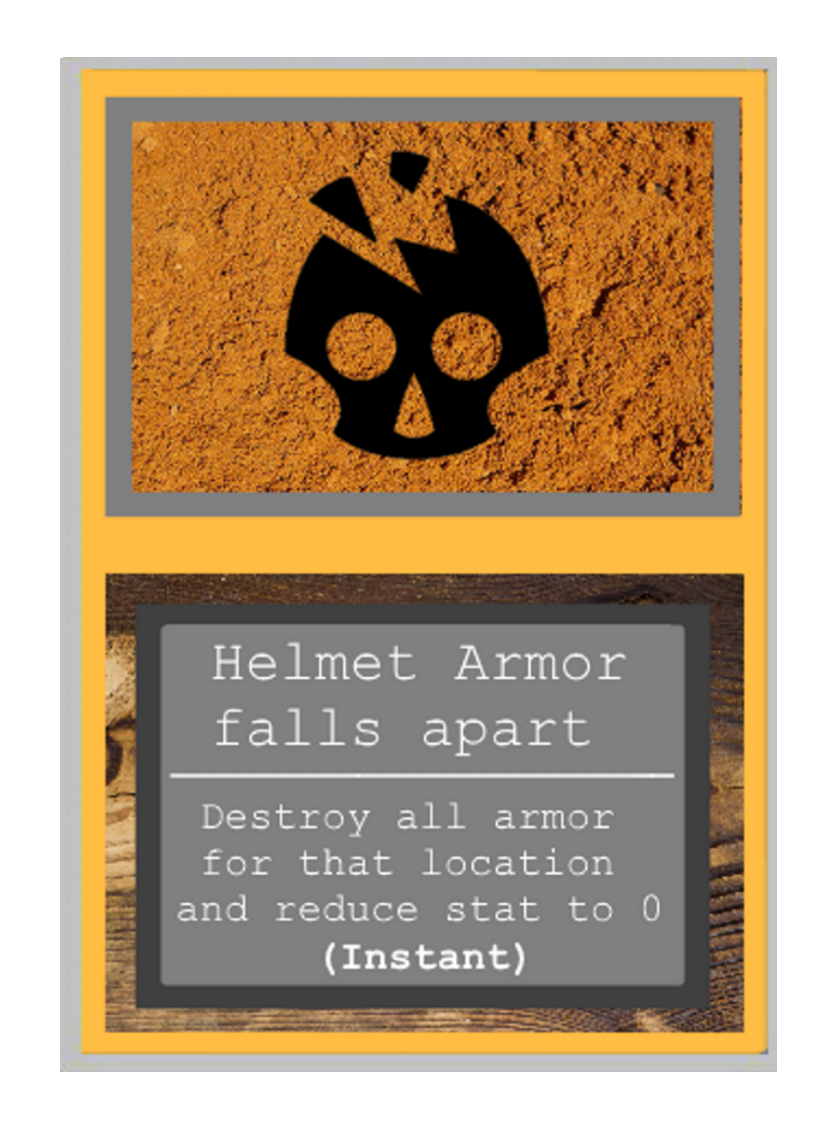 Helmet Armor
falls apart
Destroy all armor
for that location
and reduce stat to 0
(Instant)